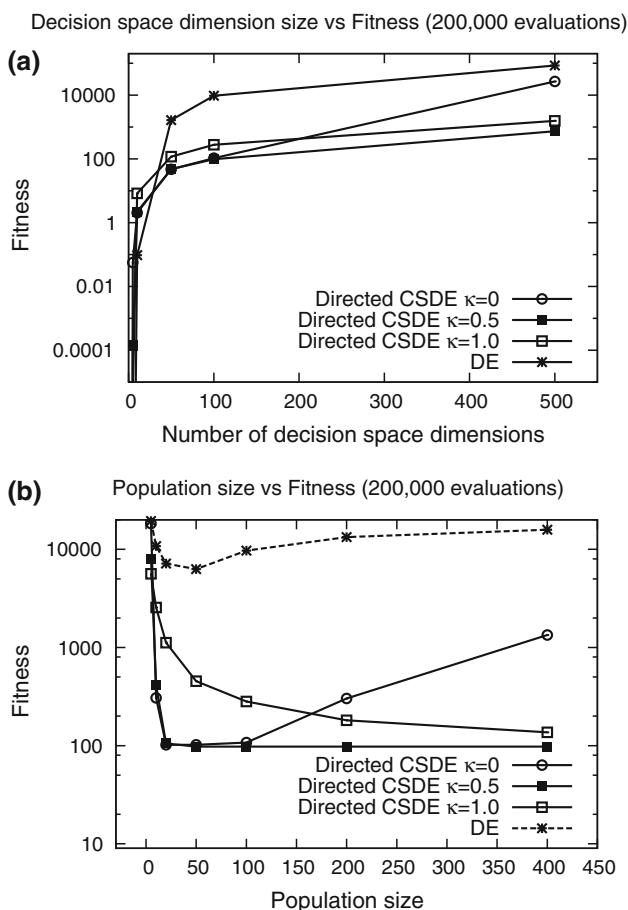 Decision space dimension size vs Fitness (200,000 evaluations)
(a)
10000
100
1
0.01
0.0001
Fitness
Directed CSDE κ=0
Directed CSDE κ=0.5
Directed CSDE κ=1.0
DE
0 100 200 300 400 500
Number of decision space dimensions
(b)
Population size vs Fitness (200,000 evaluations)
10000
1000
100
10
Fitness
Directed CSDE κ=0
Directed CSDE κ=0.5
Directed CSDE κ=1.0
DE
0 50 100 150 200 250 300 350 400 450
Population size